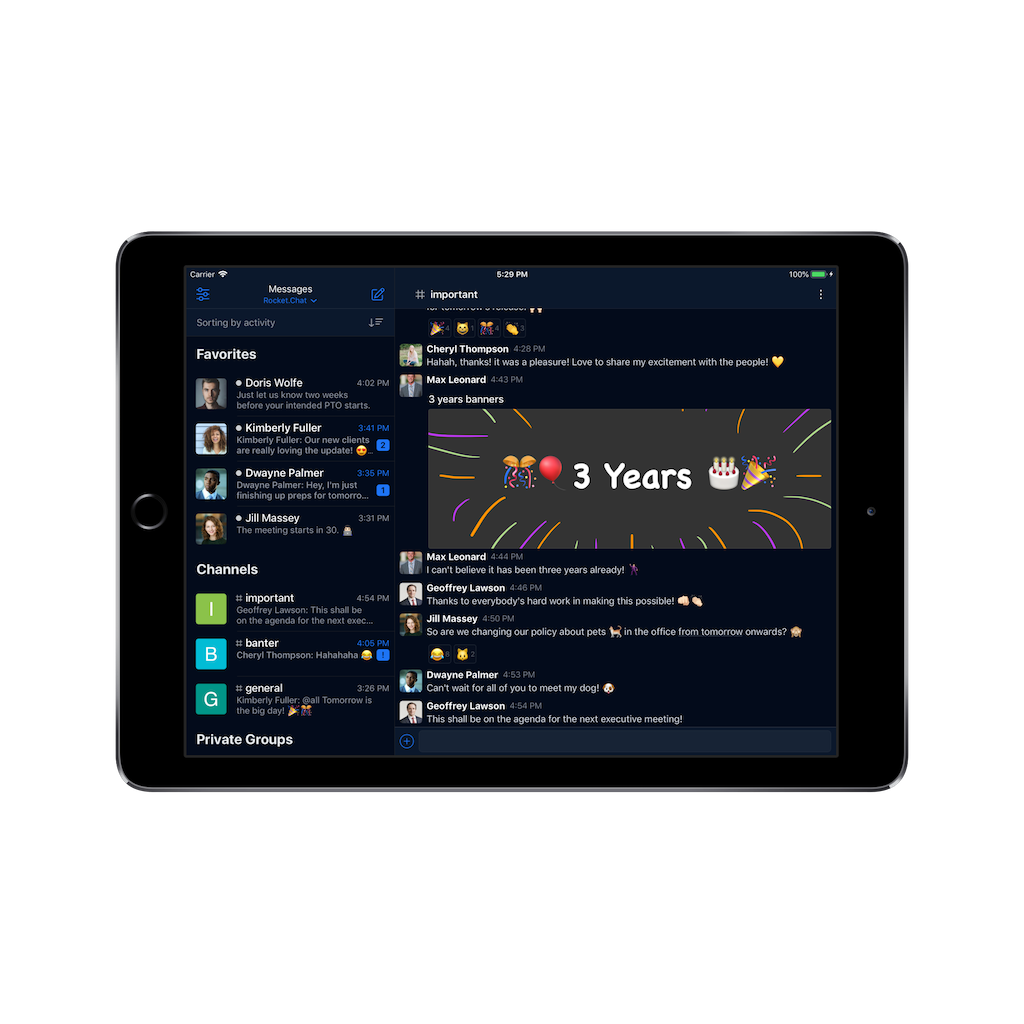 Carrier
5:29 PM
100%
Messages
Rocket.Chat
Sorting by activity
Favorites
Doris Wolfe 4:02 PM
Just let us know two weeks
before your intended PTO starts.
Kimberly Fuller 3:41 PM
Kimberly Fuller: Our new clients
are really loving the update! 😍... 2
Dwayne Palmer 3:35 PM
Dwayne Palmer: Hey, I'm just
finishing up preps for tomorro... 1
Jill Massey 3:31 PM
The meeting starts in 30.
Channels
I
# important 4:54 PM
Geoffrey Lawson: This shall be
on the agenda for the next exec...
B
# banter 4:05 PM
Cheryl Thompson: Hahahaha 😂 !
G
# general 3:26 PM
Kimberly Fuller: @all Tomorrow is
the big day! 🎉🎊
Private Groups
# important
for tomorrow's release! 🙌
🎉 4 😺 1 🎊 4 👏 3
Cheryl Thompson 4:28 PM
Hahah, thanks! it was a pleasure! Love to share my excitement with the people! 💛
Max Leonard 4:43 PM
3 years banners
🎊🎈 3 Years 🎂🎉
Max Leonard 4:44 PM
I can't believe it has been three years already! 🕺
Geoffrey Lawson 4:46 PM
Thanks to everybody's hard work in making this possible! 👊👏
Jill Massey 4:50 PM
So are we changing our policy about pets 🐈 in the office from tomorrow onwards? 🙈
Dwayne Palmer 4:53 PM
Can't wait for all of you to meet my dog! 🐶
Geoffrey Lawson 4:54 PM
This shall be on the agenda for the next executive meeting!